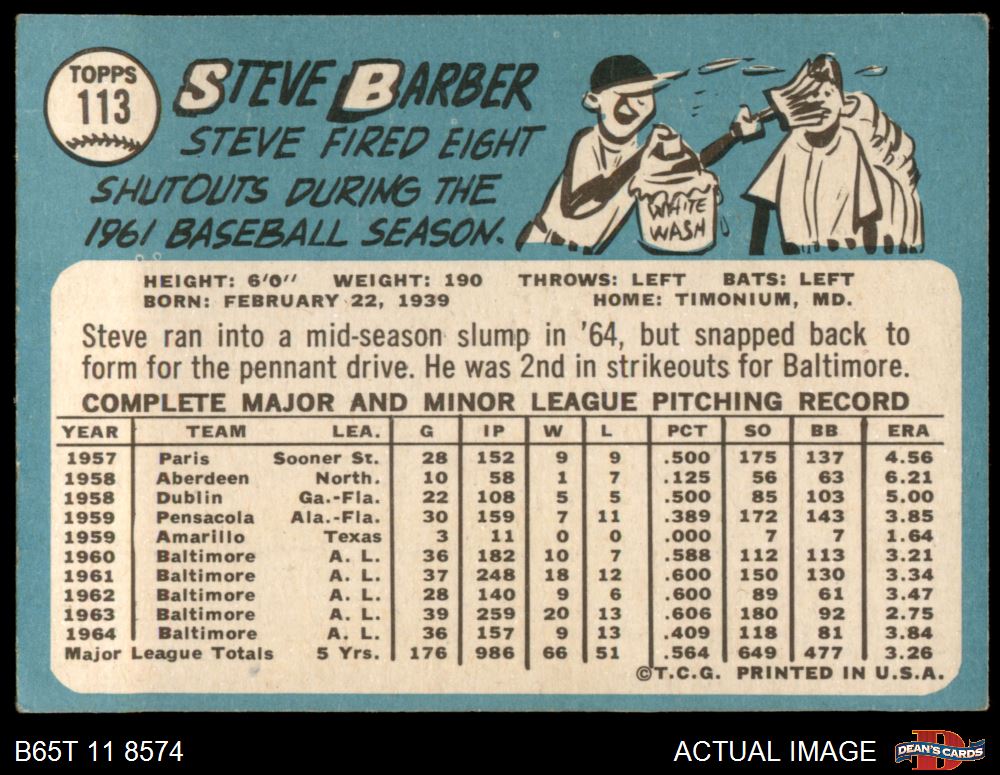 TOPPS
113
STEVE BARBER
STEVE FIRED EIGHT
SHUTOUTS DURING THE
1961 BASEBALL SEASON.
WHITE
WASH
HEIGHT: 6'0" WEIGHT: 190 THROWS: LEFT BATS: LEFT
BORN: FEBRUARY 22, 1939 HOME: TIMONIUM, MD.
Steve ran into a mid-season slump in '64, but snapped back to
form for the pennant drive. He was 2nd in strikeouts for Baltimore.
COMPLETE MAJOR AND MINOR LEAGUE PITCHING RECORD
YEAR TEAM LEA. G IP W L PCT SO BB ERA
1957 Paris Sooner St. 28 152 9 9 .500 175 137 4.56
1958 Aberdeen North. 10 58 1 7 .125 56 63 6.21
1958 Dublin Ga.-Fla. 22 108 5 5 .500 85 103 5.00
1959 Pensacola Ala.-Fla. 30 159 7 11 .389 172 143 3.85
1959 Amarillo Texas 3 11 0 0 .000 7 7 1.64
1960 Baltimore A. L. 36 182 10 7 .588 112 113 3.21
1961 Baltimore A. L. 37 248 18 12 .600 150 130 3.34
1962 Baltimore A. L. 28 140 9 6 .600 89 61 3.47
1963 Baltimore A. L. 39 259 20 13 .606 180 92 2.75
1964 Baltimore A. L. 36 157 9 13 .409 118 81 3.84
Major League Totals 5 Yrs. 176 986 66 51 .564 649 477 3.26
©T.C.G. PRINTED IN U.S.A.
B65T 11 8574 ACTUAL IMAGE DEAN'S CARDS